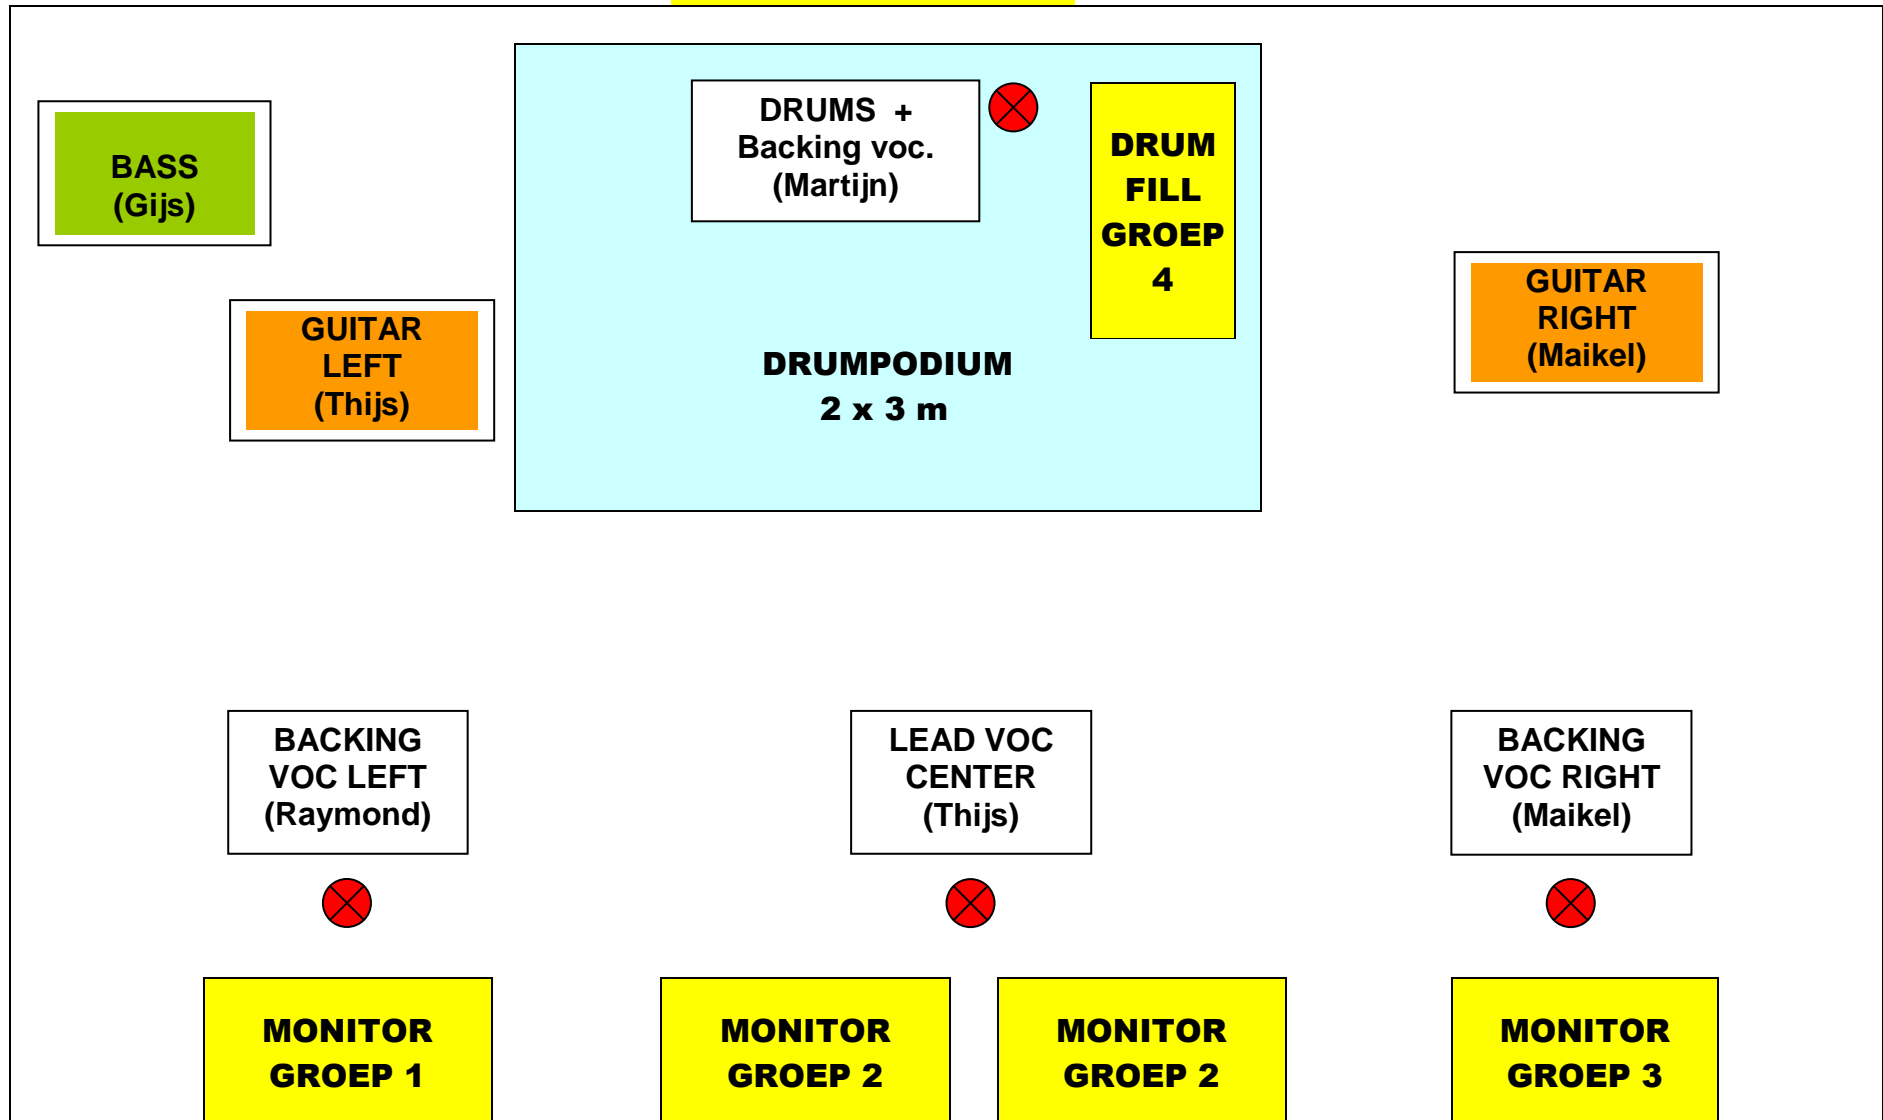 BASS
(Gijs)
DRUMS +
Backing voc.
(Martijn)
DRUM
FILL
GROEP
4
GUITAR
LEFT
(Thijs)
DRUMPODIUM
2 x 3 m
GUITAR
RIGHT
(Maikel)
BACKING
VOC LEFT
(Raymond)
LEAD VOC
CENTER
(Thijs)
BACKING
VOC RIGHT
(Maikel)
MONITOR
GROEP 1
MONITOR
GROEP 2
MONITOR
GROEP 2
MONITOR
GROEP 3